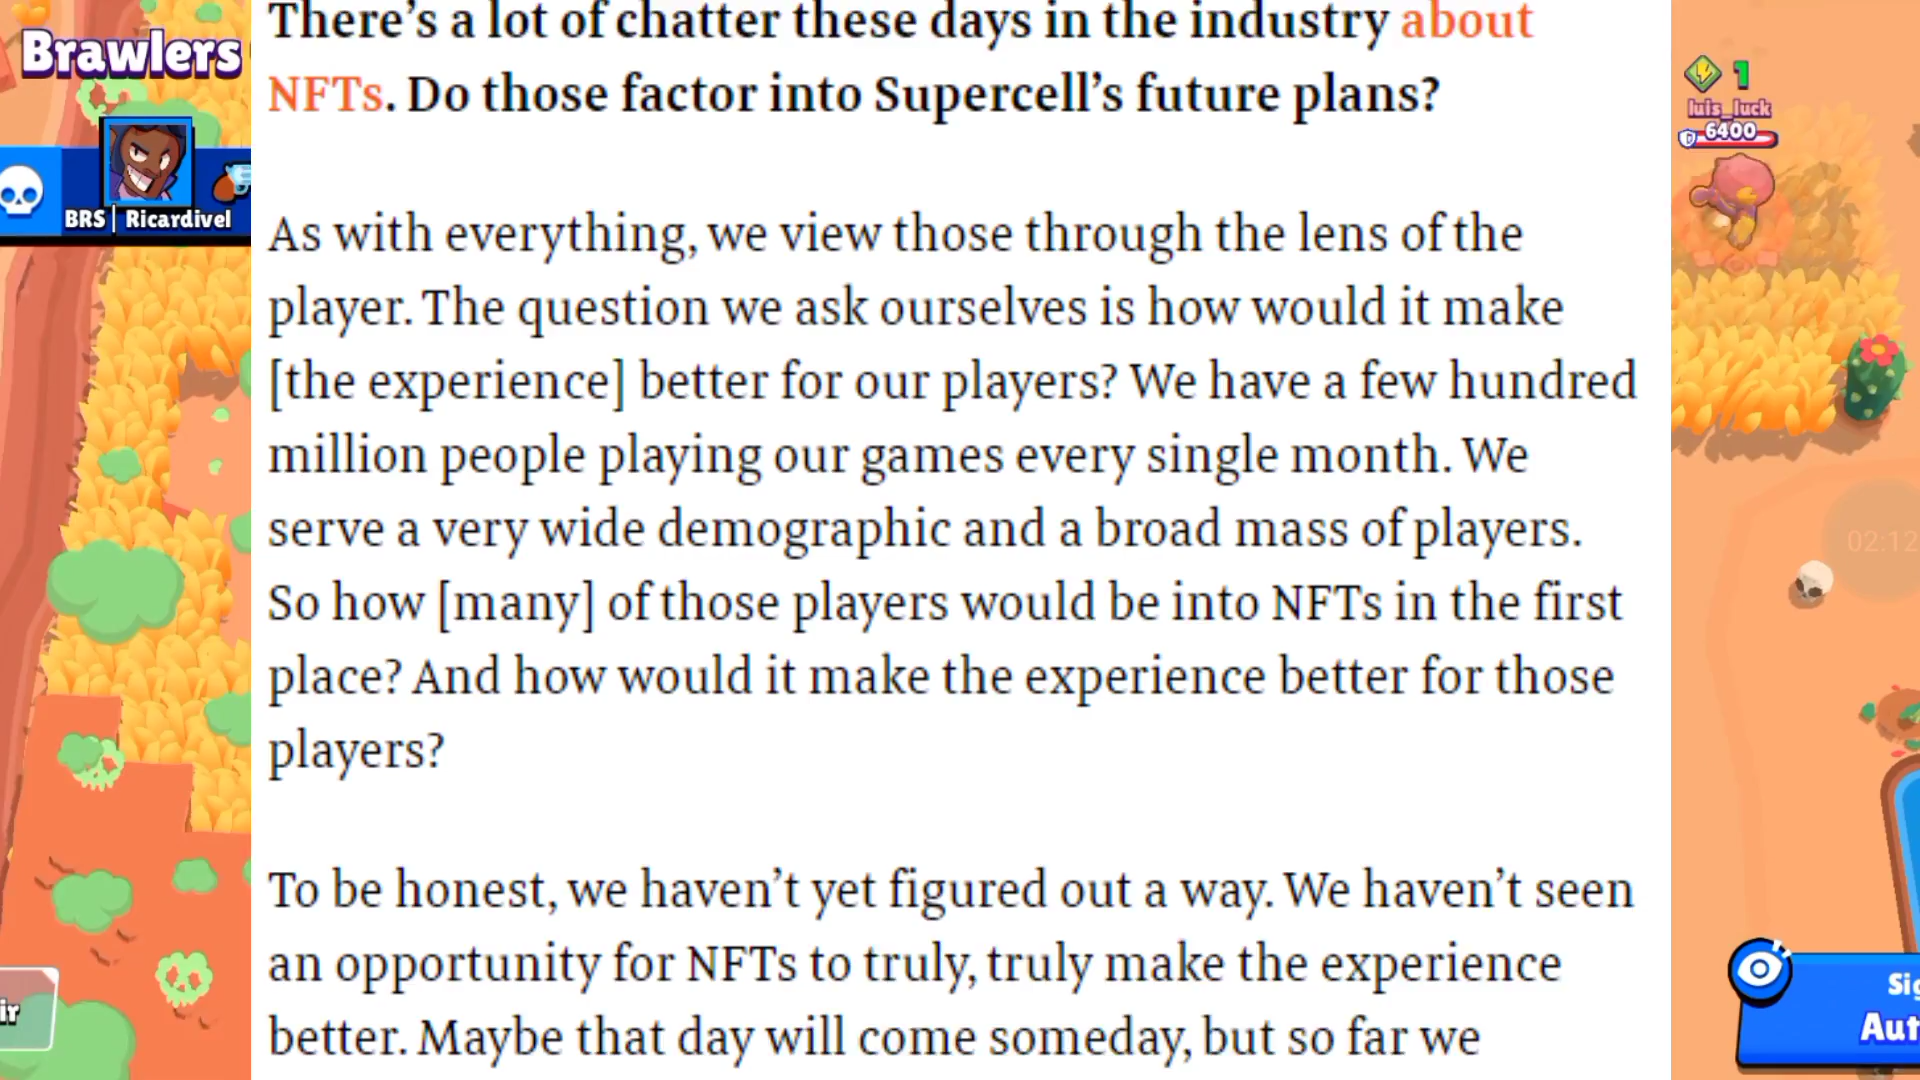 Brawlers
BRS | Ricardivel
ir
There's a lot of chatter these days in the industry about
NFTs. Do those factor into Supercell's future plans?
As with everything, we view those through the lens of the
player. The question we ask ourselves is how would it make
[the experience] better for our players? We have a few hundred
million people playing our games every single month. We
serve a very wide demographic and a broad mass of players.
So how [many] of those players would be into NFTs in the first
place? And how would it make the experience better for those
players?
To be honest, we haven't yet figured out a way. We haven't seen
an opportunity for NFTs to truly, truly make the experience
better. Maybe that day will come someday, but so far we
1
luis_luck
6400
02:12
Sig
Aut